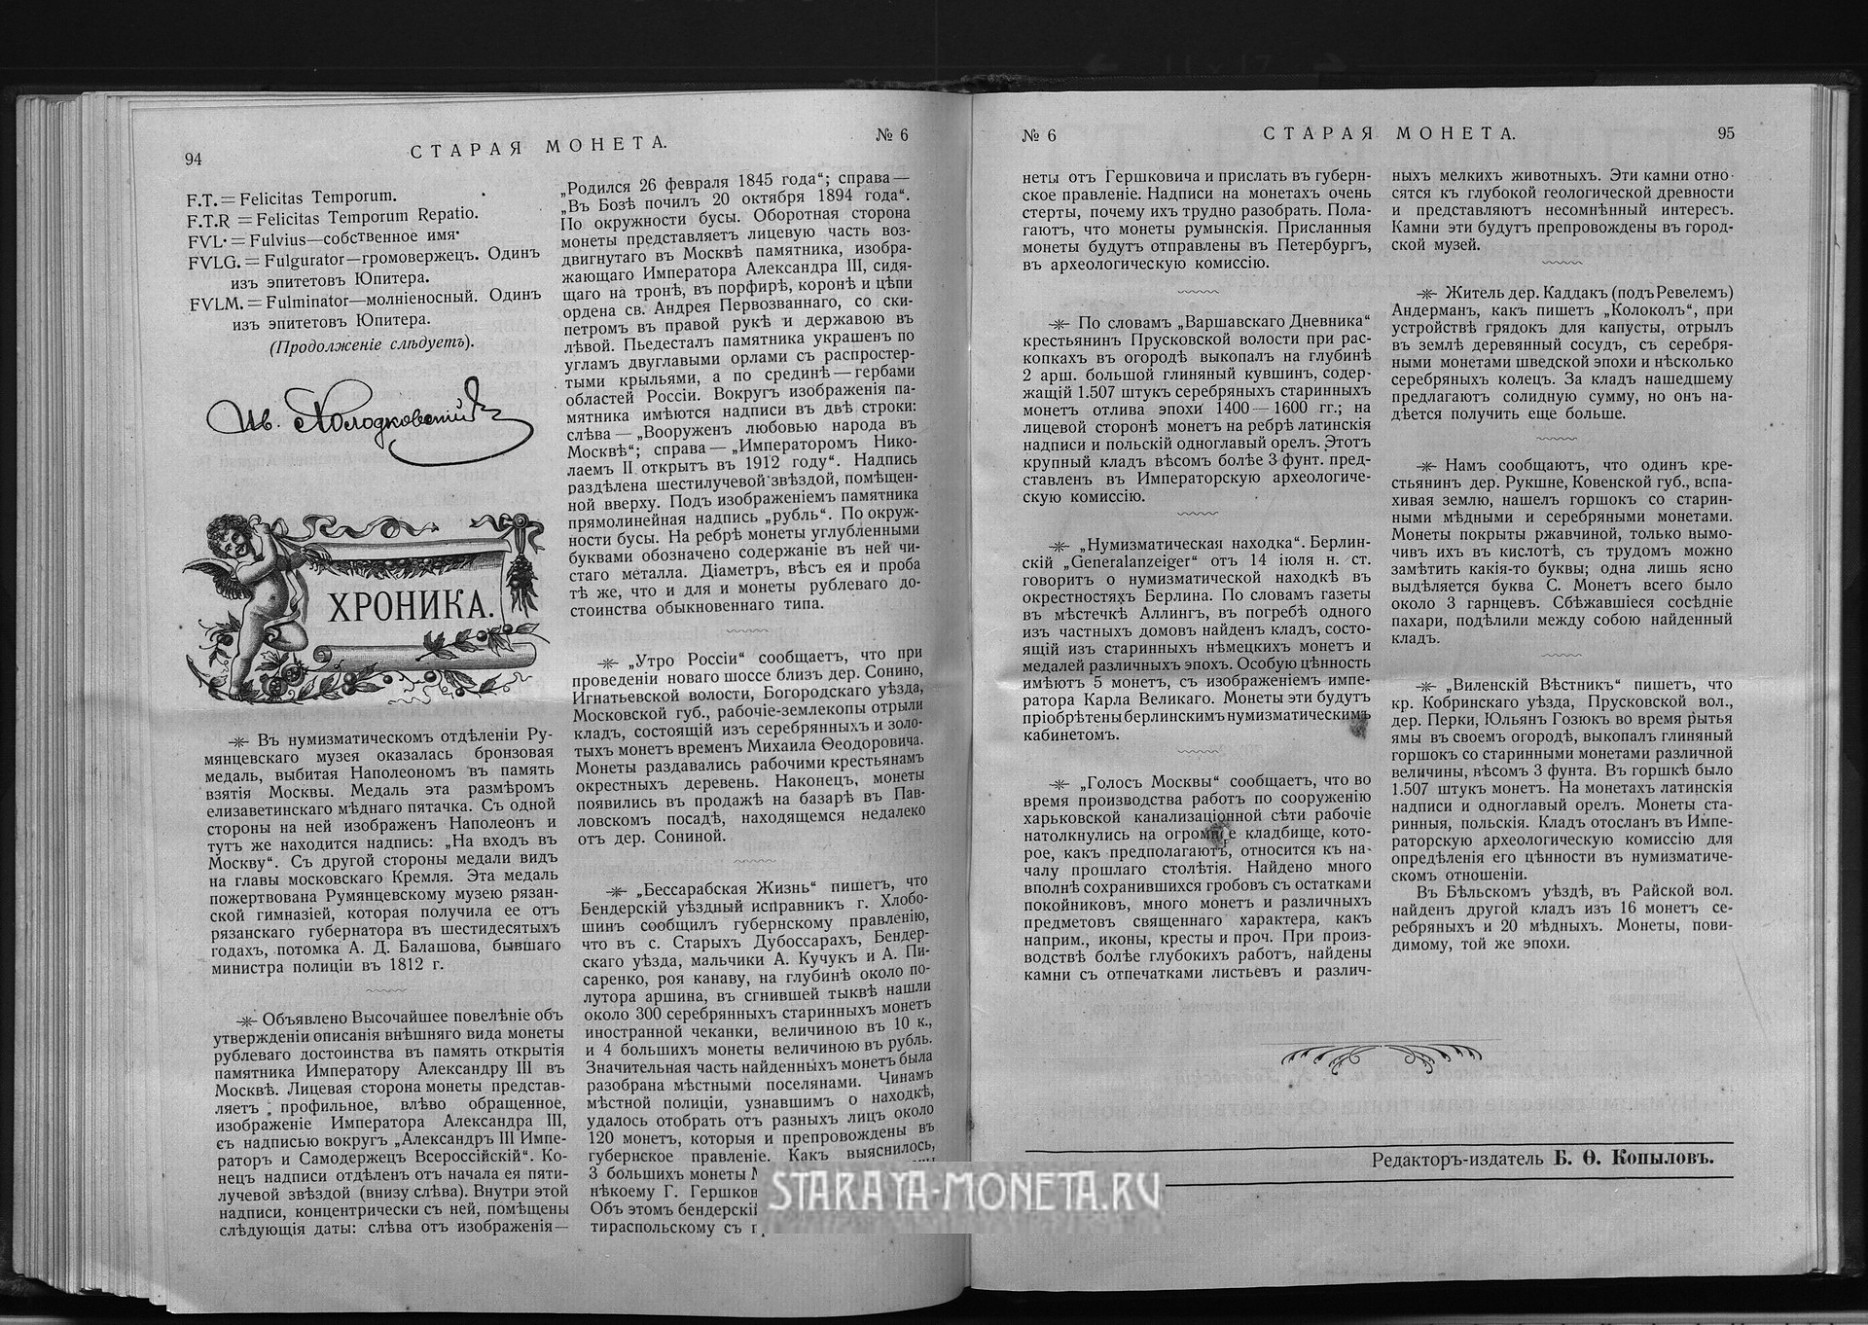 94
СТАРАЯ МОНЕТА.
№ 6
F.T. = Felicitas Temporum.
F.T.R = Felicitas Temporum Repatio.
FVL· = Fulvius—собственное имя·
FVLG. = Fulgurator—громовержецъ. Одинъ
изъ эпитетовъ Юпитера.
FVLM. = Fulminator—молніеносный. Одинъ
изъ эпитетовъ Юпитера.
(Продолженіе слѣдуетъ).
Ив. Холодковскій
ХРОНИКА.
Въ нумизматическомъ отдѣленіи Ру-
мянцевскаго музея оказалась бронзовая
медаль, выбитая Наполеономъ въ память
взятія Москвы. Медаль эта размѣромъ
елизаветинскаго мѣднаго пятачка. Съ одной
стороны на ней изображенъ Наполеонъ и
тутъ же находится надпись: „На входъ въ
Москву“. Съ другой стороны медали видъ
на главы московскаго Кремля. Эта медаль
пожертвована Румянцевскому музею рязан-
ской гимназіей, которая получила ее отъ
рязанскаго губернатора въ шестидесятыхъ
годахъ, потомка А. Д. Балашова, бывшаго
министра полиціи въ 1812 г.
Объявлено Высочайшее повелѣніе объ
утвержденіи описанія внѣшняго вида монеты
рублеваго достоинства въ память открытія
памятника Императору Александру III въ
Москвѣ. Лицевая сторона монеты представ-
ляетъ профильное, влѣво обращенное,
изображеніе Императора Александра III,
съ надписью вокругъ „Александръ III Импе-
раторъ и Самодержецъ Всероссійскій“. Ко-
нецъ надписи отдѣленъ отъ начала ея пяти-
лучевой звѣздой (внизу слѣва). Внутри этой
надписи, концентрически съ ней, помѣщены
слѣдующія даты: слѣва отъ изображенія—
„Родился 26 февраля 1845 года“; справа—
„Въ Бозѣ почилъ 20 октября 1894 года“.
По окружности бусы. Оборотная сторона
монеты представляетъ лицевую часть воз-
двигнутаго въ Москвѣ памятника, изобра-
жающаго Императора Александра III, сидя-
щаго на тронѣ, въ порфирѣ, коронѣ и цѣпи
ордена св. Андрея Первозваннаго, со ски-
петромъ въ правой рукѣ и державою въ
лѣвой. Пьедесталъ памятника украшенъ по
угламъ двуглавыми орлами съ распростер-
тыми крыльями, а по срединѣ—гербами
областей Россіи. Вокругъ изображенія па-
мятника имѣются надписи въ двѣ строки:
слѣва—„Вооруженъ любовью народа въ
Москвѣ“; справа—„Императоромъ Нико-
лаемъ II открытъ въ 1912 году“. Надпись
раздѣлена шестилучевой звѣздой, помѣщен-
ной вверху. Подъ изображеніемъ памятника
прямолинейная надпись „рубль“. По окруж-
ности бусы. На ребрѣ монеты углубленными
буквами обозначено содержаніе въ ней чи-
стаго металла. Діаметръ, вѣсъ ея и проба
тѣ же, что и для и монеты рублеваго до-
стоинства обыкновеннаго типа.
„Утро Россіи“ сообщаетъ, что при
проведеніи новаго шоссе близъ дер. Сонино,
Игнатьевской волости, Богородскаго уѣзда,
Московской губ., рабочіе-землекопы отрыли
кладъ, состоящій изъ серебрянныхъ и золо-
тыхъ монетъ временъ Михаила Ѳеодоровича.
Монеты раздавались рабочими крестьянамъ
окрестныхъ деревень. Наконецъ, монеты
появились въ продажѣ на базарѣ въ Пав-
ловскомъ посадѣ, находящемся недалеко
отъ дер. Сониной.
„Бессарабская Жизнь“ пишетъ, что
Бендерскій уѣздный исправникъ г. Хлобо-
шинъ сообщилъ губернскому правленію,
что въ с. Старыхъ Дубоссарахъ, Бендер-
скаго уѣзда, мальчики А. Кучукъ и А. Пи-
саренко, роя канаву, на глубинѣ около по-
лутора аршина, въ сгнившей тыквѣ нашли
около 300 серебрянныхъ старинныхъ монетъ
иностранной чеканки, величиною въ 10 к.,
и 4 большихъ монеты величиною въ рубль.
Значительная часть найденныхъ монетъ была
разобрана мѣстными поселянами. Чинамъ
мѣстной полиціи, узнавшимъ о находкѣ,
удалось отобрать отъ разныхъ лицъ около
120 монетъ, которыя и препровождены въ
губернское правленіе. Какъ выяснилось,
3 большихъ монеты
нѣкоему Г. Гершков
Объ этомъ бендерскі
тираспольскому съ
№ 6
СТАРАЯ МОНЕТА.
95
неты отъ Гершковича и прислать въ губерн-
ское правленіе. Надписи на монетахъ очень
стерты, почему ихъ трудно разобрать. Пола-
гаютъ, что монеты румынскія. Присланныя
монеты будутъ отправлены въ Петербургъ,
въ археологическую комиссію.
По словамъ „Варшавскаго Дневника“
крестьянинъ Прусковской волости при рас-
копкахъ въ огородѣ выкопалъ на глубинѣ
2 арш. большой глиняный кувшинъ, содер-
жащій 1.507 штукъ серебряныхъ старинныхъ
монетъ отлива эпохи 1400—1600 гг.; на
лицевой сторонѣ монетъ на ребрѣ латинскія
надписи и польскій одноглавый орелъ. Этотъ
крупный кладъ вѣсомъ болѣе 3 фунт. пред-
ставленъ въ Императорскую археологиче-
скую комиссію.
„Нумизматическая находка“. Берлин-
скій „Generalanzeiger“ отъ 14 іюля н. ст.
говоритъ о нумизматической находкѣ въ
окрестностяхъ Берлина. По словамъ газеты
въ мѣстечкѣ Аллингъ, въ погребѣ одного
изъ частныхъ домовъ найденъ кладъ, состо-
ящій изъ старинныхъ нѣмецкихъ монетъ и
медалей различныхъ эпохъ. Особую цѣнность
имѣютъ 5 монетъ, съ изображеніемъ импе-
ратора Карла Великаго. Монеты эти будутъ
пріобрѣтены берлинскимъ нумизматическимъ
кабинетомъ.
„Голосъ Москвы“ сообщаетъ, что во
время производства работъ по сооруженію
харьковской канализаціонной сѣти рабочіе
натолкнулись на огромное кладбище, кото-
рое, какъ предполагаютъ, относится къ на-
чалу прошлаго столѣтія. Найдено много
вполнѣ сохранившихся гробовъ съ остатками
покойниковъ, много монетъ и различныхъ
предметовъ священнаго характера, какъ
наприм., иконы, кресты и проч. При произ-
водствѣ болѣе глубокихъ работъ, найдены
камни съ отпечатками листьевъ и различ-
ныхъ мелкихъ животныхъ. Эти камни отно-
сятся къ глубокой геологической древности
и представляютъ несомнѣнный интересъ.
Камни эти будутъ препровождены въ город-
ской музей.
Житель дер. Каддакъ (подъ Ревелемъ)
Андерманъ, какъ пишетъ „Колоколъ“, при
устройствѣ грядокъ для капусты, отрылъ
въ землѣ деревянный сосудъ, съ серебря-
ными монетами шведской эпохи и нѣсколько
серебряныхъ колецъ. За кладъ нашедшему
предлагаютъ солидную сумму, но онъ на-
дѣется получить еще больше.
Намъ сообщаютъ, что одинъ кре-
стьянинъ дер. Рукшне, Ковенской губ., вспа-
хивая землю, нашелъ горшокъ со старин-
ными мѣдными и серебряными монетами.
Монеты покрыты ржавчиной, только вымо-
чивъ ихъ въ кислотѣ, съ трудомъ можно
замѣтить какія-то буквы; одна лишь ясно
выдѣляется буква С. Монетъ всего было
около 3 гарнцевъ. Сбѣжавшіеся сосѣдніе
пахари, подѣлили между собою найденный
кладъ.
„Виленскій Вѣстникъ“ пишетъ, что
кр. Кобринскаго уѣзда, Прусковской вол.,
дер. Перки, Юльянъ Гозюкъ во время рытья
ямы въ своемъ огородѣ, выкопалъ глиняный
горшокъ со старинными монетами различной
величины, вѣсомъ 3 фунта. Въ горшкѣ было
1.507 штукъ монетъ. На монетахъ латинскія
надписи и одноглавый орелъ. Монеты ста-
ринныя, польскія. Кладъ отосланъ въ Импе-
раторскую археологическую комиссію для
опредѣленія его цѣнности въ нумизматиче-
скомъ отношеніи.
Въ Бѣльскомъ уѣздѣ, въ Райской вол.
найденъ другой кладъ изъ 16 монетъ се-
ребряныхъ и 20 мѣдныхъ. Монеты, пови-
димому, той же эпохи.
Редакторъ-издатель Б. Ѳ. Копыловъ.
STARAYA-MONETA.RU